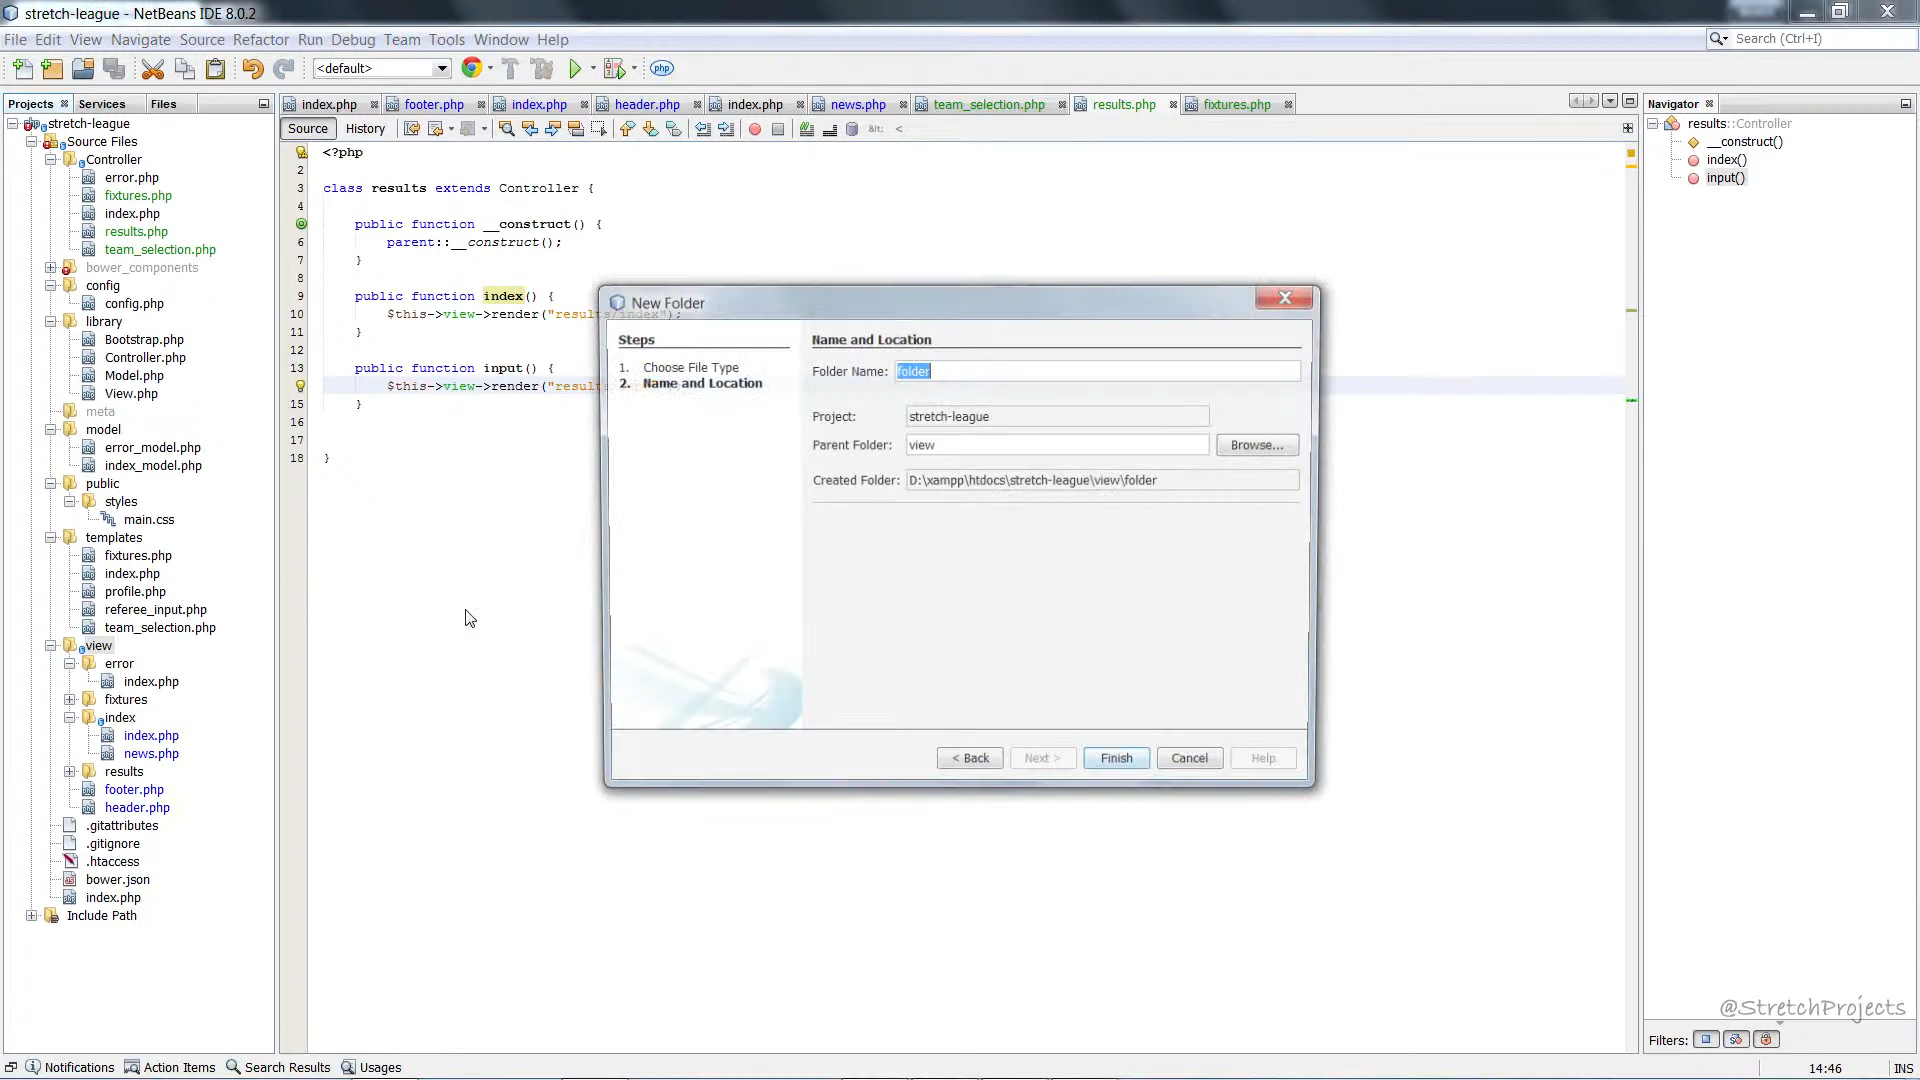 stretch-league - NetBeans IDE 8.0.2
File Edit View Navigate Source Refactor Run Debug Team Tools Window Help
Search (Ctrl+I)
<default>
php
Projects Services Files
index.php footer.php index.php header.php index.php news.php team_selection.php results.php fixtures.php
Navigator
Source History
stretch-league
Source Files
Controller
error.php
fixtures.php
index.php
results.php
team_selection.php
bower_components
config
config.php
library
Bootstrap.php
Controller.php
Model.php
View.php
meta
model
error_model.php
index_model.php
public
styles
main.css
templates
fixtures.php
index.php
profile.php
referee_input.php
team_selection.php
view
error
index.php
fixtures
index
index.php
news.php
results
footer.php
header.php
.gitattributes
.gitignore
.htaccess
bower.json
index.php
Include Path
<?php
2
3 class results extends Controller {
4
public function __construct() {
6 parent::__construct();
7 }
8
9 public function index() {
10 $this->view->render("results/index");
11 }
12
13 public function input() {
$this->view->render("results
15 }
16
17
18 }
New Folder
Steps
1. Choose File Type
2. Name and Location
Name and Location
Folder Name: folder
Project: stretch-league
Parent Folder: view Browse...
Created Folder: D:\xampp\htdocs\stretch-league\view\folder
< Back Next > Finish Cancel Help
results::Controller
__construct()
index()
input()
@StretchProjects
Filters:
Notifications Action Items Search Results Usages
14:46 INS